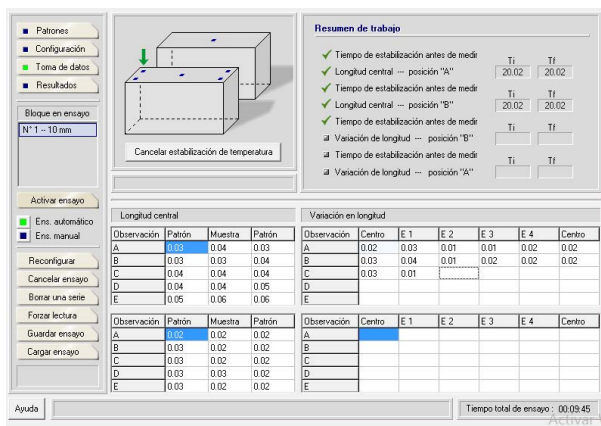 Patrones
Configuración
Toma de datos
Resultados
Bloque en ensayo
N° 1 -- 10 mm
Activar ensayo
Ens. automático
Ens. manual
Reconfigurar
Cancelar ensayo
Borrar una serie
Forzar lectura
Guardar ensayo
Cargar ensayo
Cancelar estabilización de temperatura
Resumen de trabajo
Tiempo de estabilización antes de medir
Ti Tf
Longitud central --- posición "A" 20.02 20.02
Tiempo de estabilización antes de medir
Ti Tf
Longitud central --- posición "B" 20.02 20.02
Tiempo de estabilización antes de medir
Ti Tf
Variación de longitud --- posición "B"
Tiempo de estabilización antes de medir
Ti Tf
Variación de longitud --- posición "A"
Longitud central
Observación Patrón Muestra Patrón
A 0.03 0.04 0.03
B 0.03 0.03 0.04
C 0.04 0.04 0.04
D 0.04 0.04 0.05
E 0.05 0.06 0.06
Observación Patrón Muestra Patrón
A 0.02 0.02 0.02
B 0.03 0.02 0.02
C 0.03 0.02 0.02
D 0.03 0.02 0.02
E 0.03 0.02 0.02
Variación en longitud
Observación Centro E 1 E 2 E 3 E 4 Centro
A 0.02 0.03 0.01 0.01 0.02 0.02
B 0.03 0.04 0.01 0.02 0.02 0.02
C 0.03 0.01
D
E
Observación Centro E 1 E 2 E 3 E 4 Centro
A
B
C
D
E
Ayuda
Tiempo total de ensayo : 00:09:45
Activar